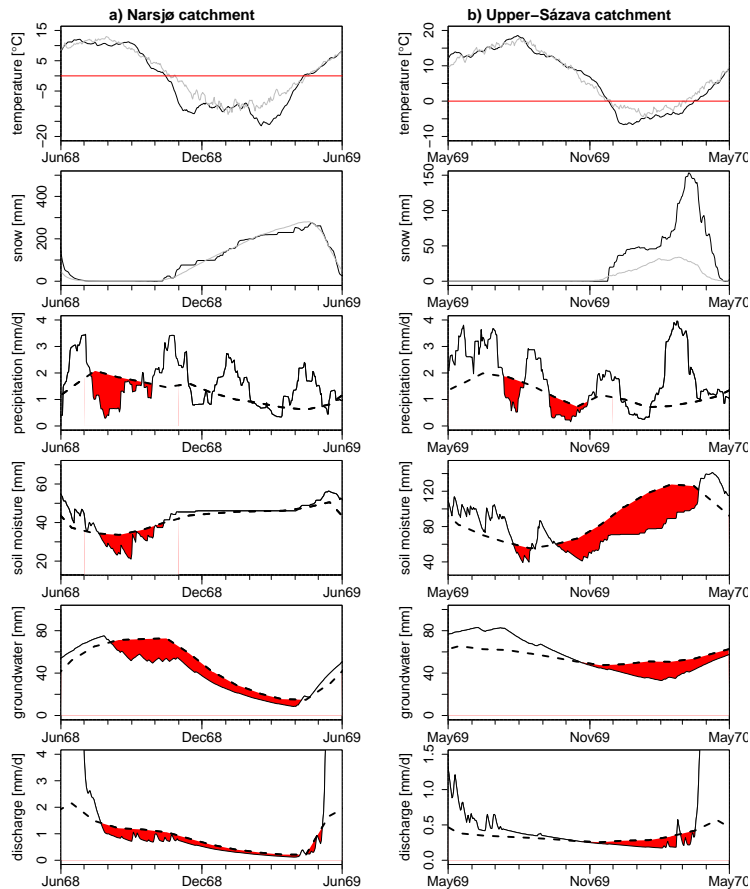 a) Narsjø catchment
temperature [°C]
15
5
−5
−20
Jun68 Dec68 Jun69
snow [mm]
400
200
0
Jun68 Dec68 Jun69
precipitation [mm/d]
4
3
2
1
0
Jun68 Dec68 Jun69
soil moisture [mm]
60
40
20
Jun68 Dec68 Jun69
groundwater [mm]
80
40
0
Jun68 Dec68 Jun69
discharge [mm/d]
4
3
2
1
0
Jun68 Dec68 Jun69
b) Upper−Sázava catchment
temperature [°C]
20
10
0
−10
May69 Nov69 May70
snow [mm]
150
100
50
0
May69 Nov69 May70
precipitation [mm/d]
4
3
2
1
0
May69 Nov69 May70
soil moisture [mm]
120
80
40
May69 Nov69 May70
groundwater [mm]
80
40
0
May69 Nov69 May70
discharge [mm/d]
1.5
1.0
0.5
0.0
May69 Nov69 May70